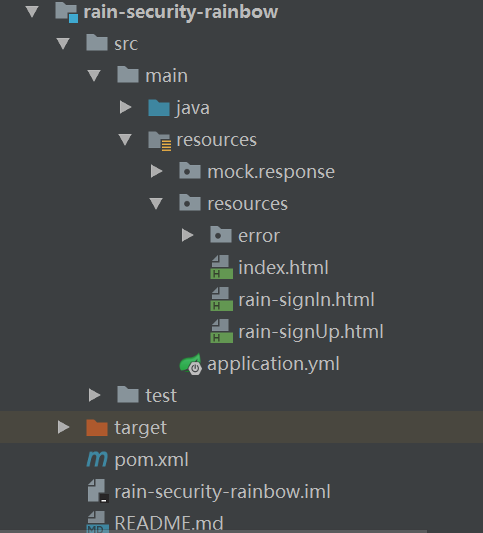 rain-security-rainbow
src
main
java
resources
mock.response
resources
error
index.html
rain-signIn.html
rain-signUp.html
application.yml
test
target
pom.xml
rain-security-rainbow.iml
README.md